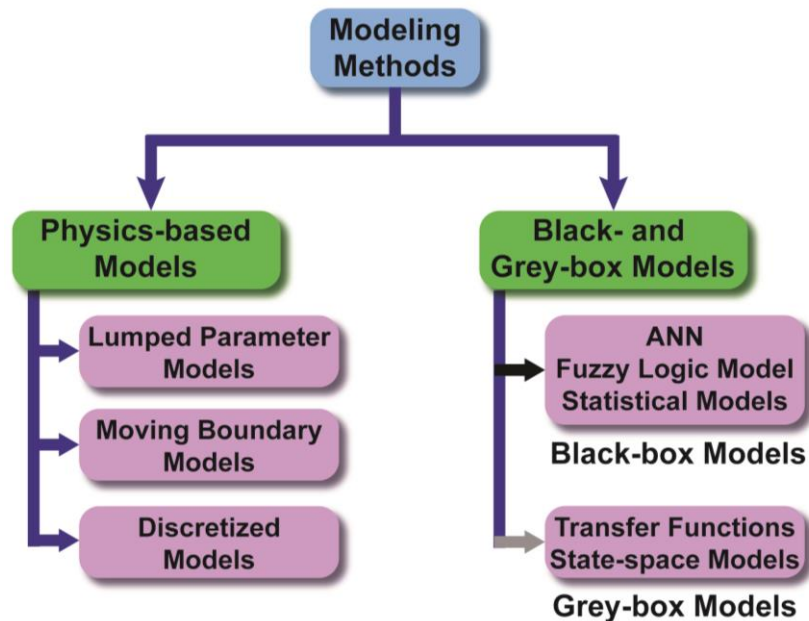 Modeling
Methods
Physics-based
Models
Lumped Parameter
Models
Moving Boundary
Models
Discretized
Models
Black- and
Grey-box Models
ANN
Fuzzy Logic Model
Statistical Models
Black-box Models
Transfer Functions
State-space Models
Grey-box Models